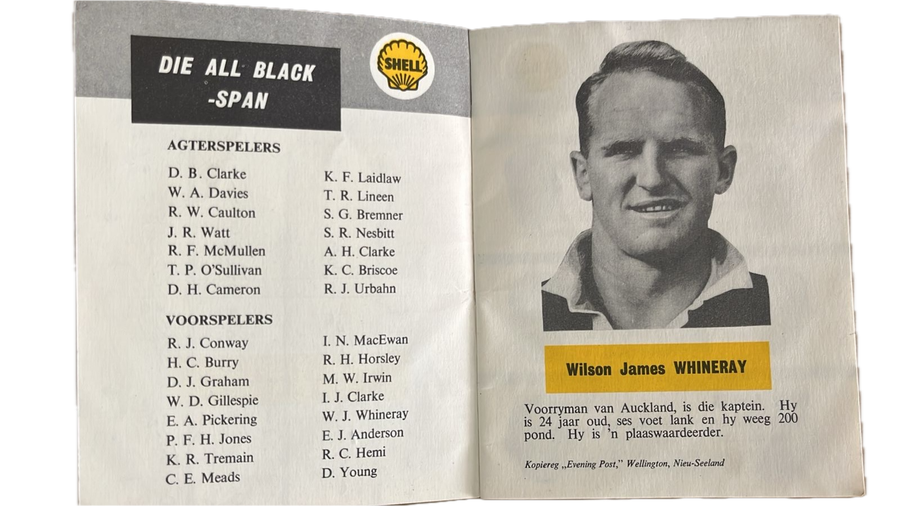 DIE ALL BLACK
-SPAN
SHELL
AGTERSPELERS
D. B. Clarke
W. A. Davies
R. W. Caulton
J. R. Watt
R. F. McMullen
T. P. O'Sullivan
D. H. Cameron
K. F. Laidlaw
T. R. Lineen
S. G. Bremner
S. R. Nesbitt
A. H. Clarke
K. C. Briscoe
R. J. Urbahn
VOORSPELERS
R. J. Conway
H. C. Burry
D. J. Graham
W. D. Gillespie
E. A. Pickering
P. F. H. Jones
K. R. Tremain
C. E. Meads
I. N. MacEwan
R. H. Horsley
M. W. Irwin
I. J. Clarke
W. J. Whineray
E. J. Anderson
R. C. Hemi
D. Young
Wilson James WHINERAY
Voorryman van Auckland, is die kaptein. Hy
is 24 jaar oud, ses voet lank en hy weeg 200
pond. Hy is 'n plaaswaardeerder.
Kopiereg „Evening Post," Wellington, Nieu-Seeland